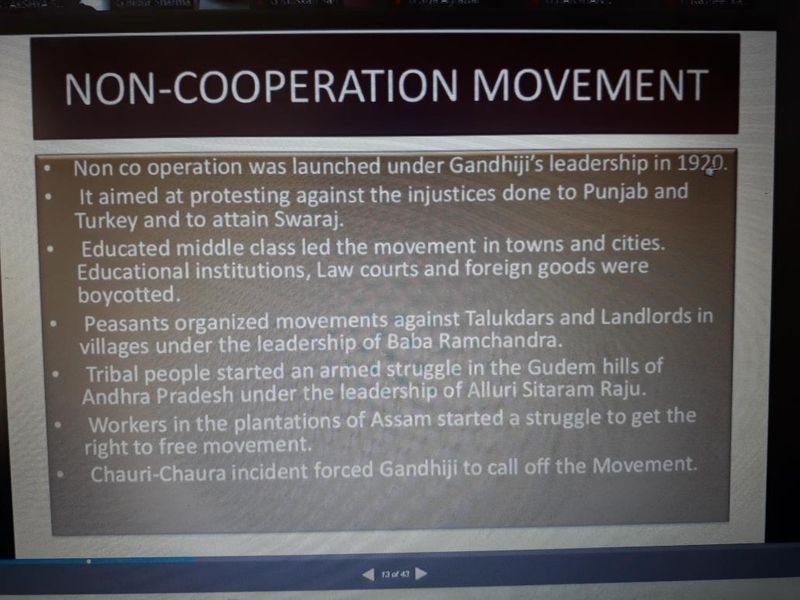 NON-COOPERATION MOVEMENT
• Non co operation was launched under Gandhiji's leadership in 1920.
• It aimed at protesting against the injustices done to Punjab and
Turkey and to attain Swaraj.
• Educated middle class led the movement in towns and cities.
Educational institutions, Law courts and foreign goods were
boycotted.
• Peasants organized movements against Talukdars and Landlords in
villages under the leadership of Baba Ramchandra.
• Tribal people started an armed struggle in the Gudem hills of
Andhra Pradesh under the leadership of Alluri Sitaram Raju.
• Workers in the plantations of Assam started a struggle to get the
right to free movement.
• Chauri-Chaura incident forced Gandhiji to call off the Movement.
13 of 43